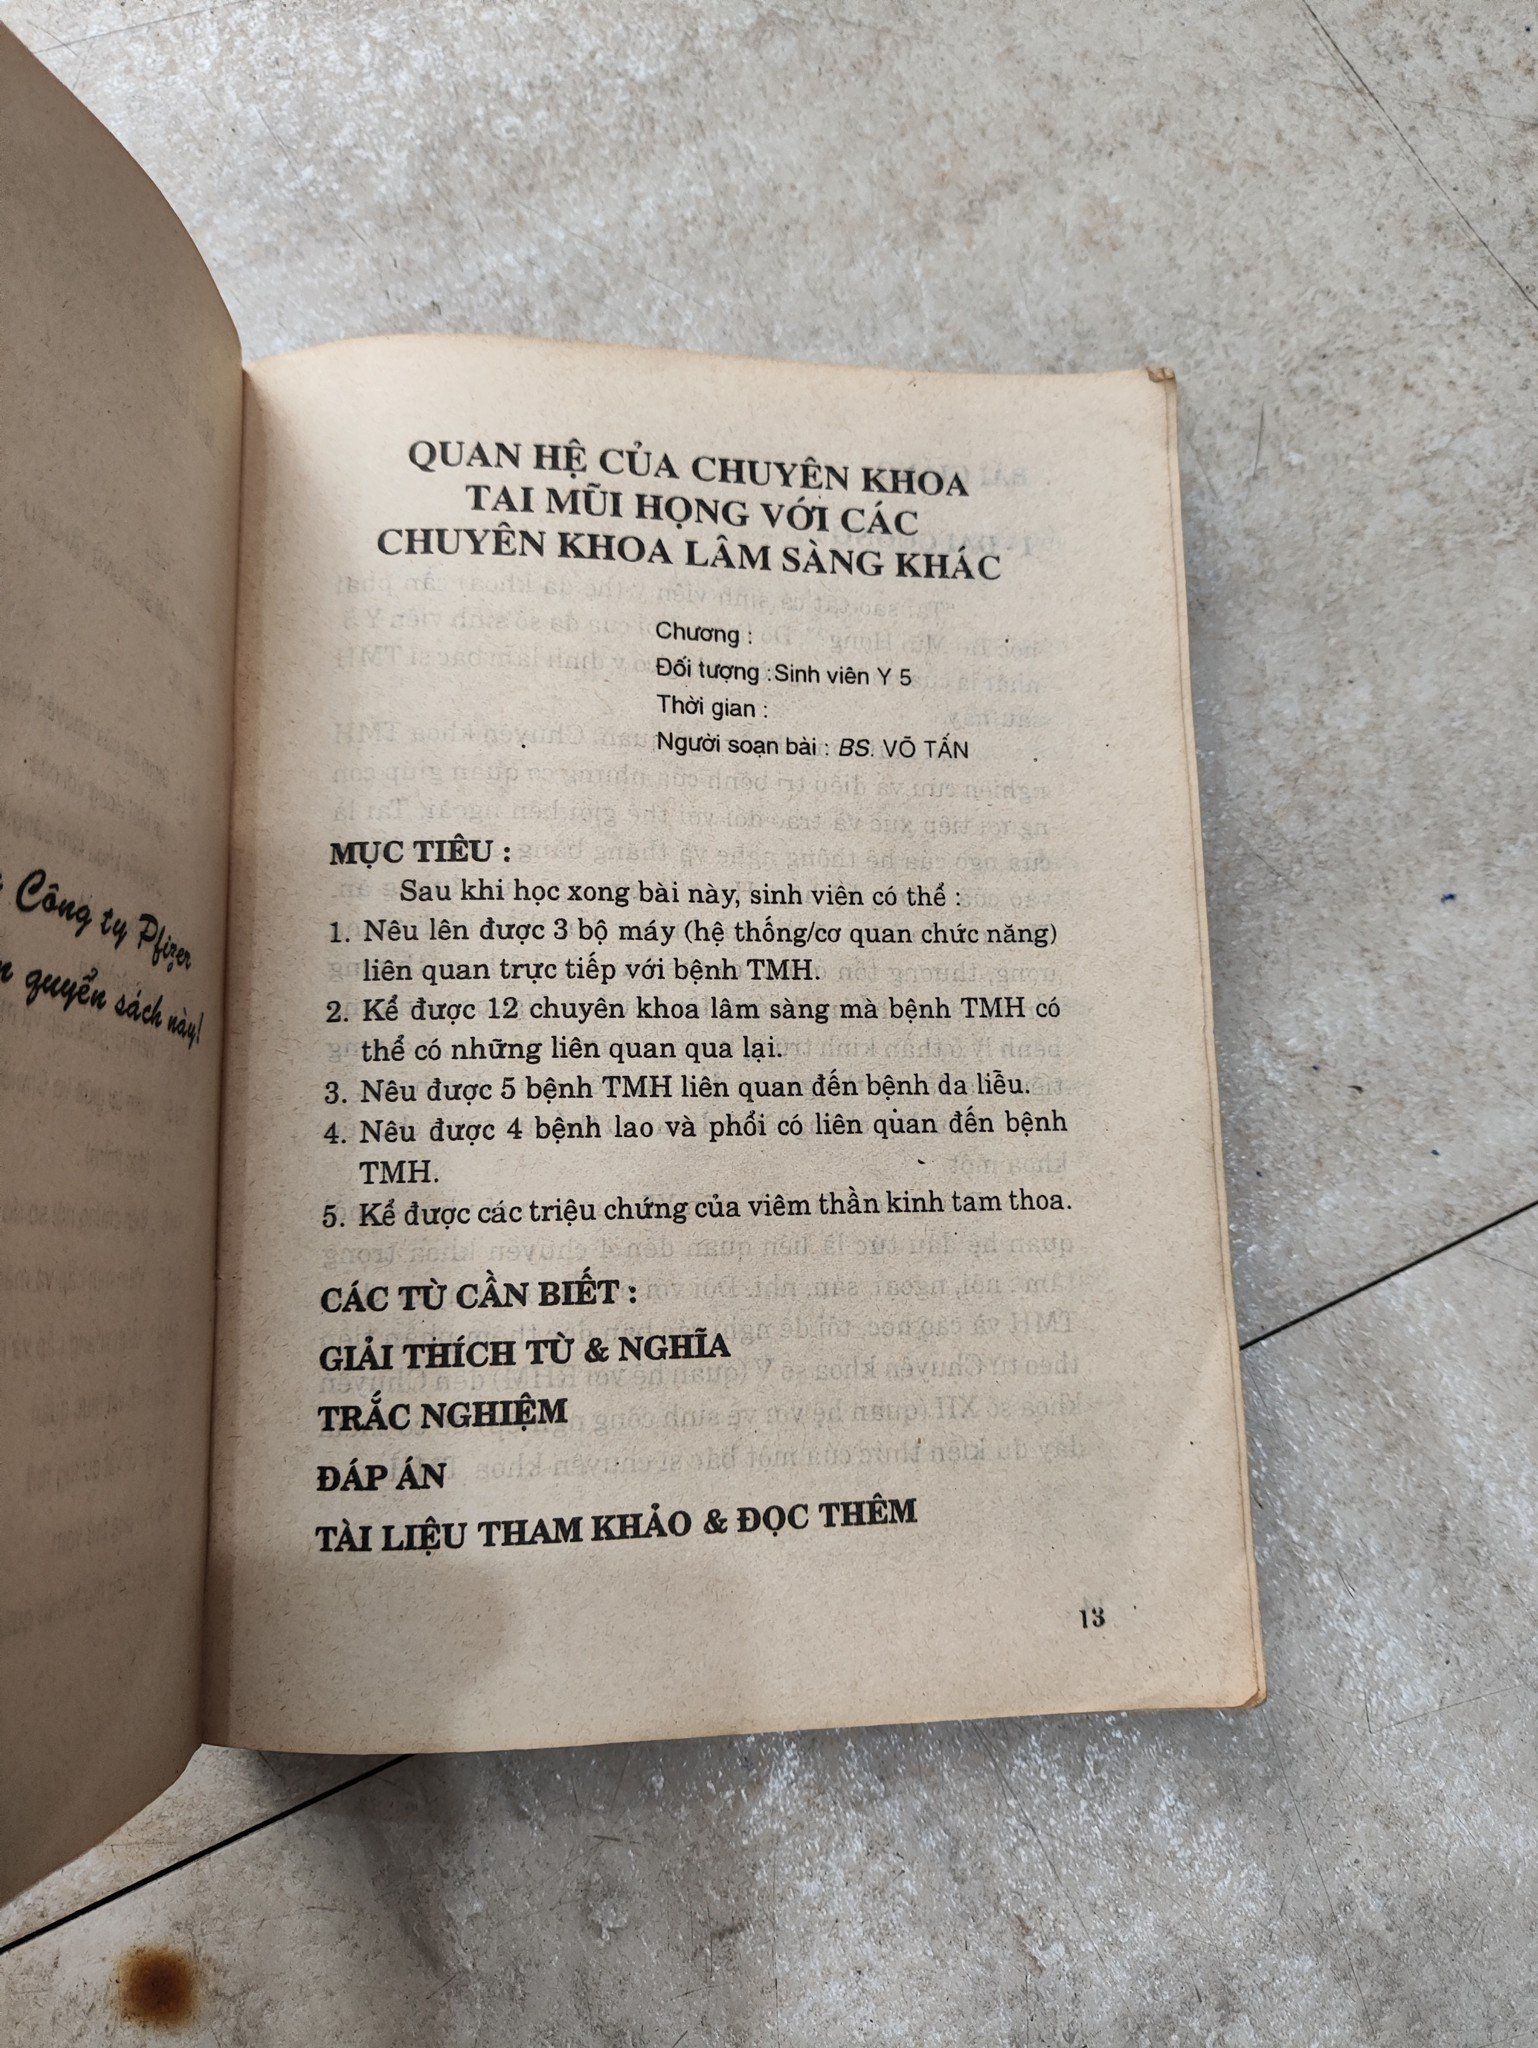 Công ty Pfizer
quyển sách này!
QUAN HỆ CỦA CHUYÊN KHOA
TAI MŨI HỌNG VỚI CÁC
CHUYÊN KHOA LÂM SÀNG KHÁC
Chương :
Đối tượng : Sinh viên Y 5
Thời gian :
Người soạn bài : BS. VÕ TẤN
MỤC TIÊU :
Sau khi học xong bài này, sinh viên có thể :
1. Nêu lên được 3 bộ máy (hệ thống/cơ quan chức năng)
liên quan trực tiếp với bệnh TMH.
2. Kể được 12 chuyên khoa lâm sàng mà bệnh TMH có
thể có những liên quan qua lại.
3. Nêu được 5 bệnh TMH liên quan đến bệnh da liễu.
4. Nêu được 4 bệnh lao và phổi có liên quan đến bệnh
TMH.
5. Kể được các triệu chứng của viêm thần kinh tam thoa.
CÁC TỪ CẦN BIẾT :
GIẢI THÍCH TỪ & NGHĨA
TRẮC NGHIỆM
ĐÁP ÁN
TÀI LIỆU THAM KHẢO & ĐỌC THÊM
13